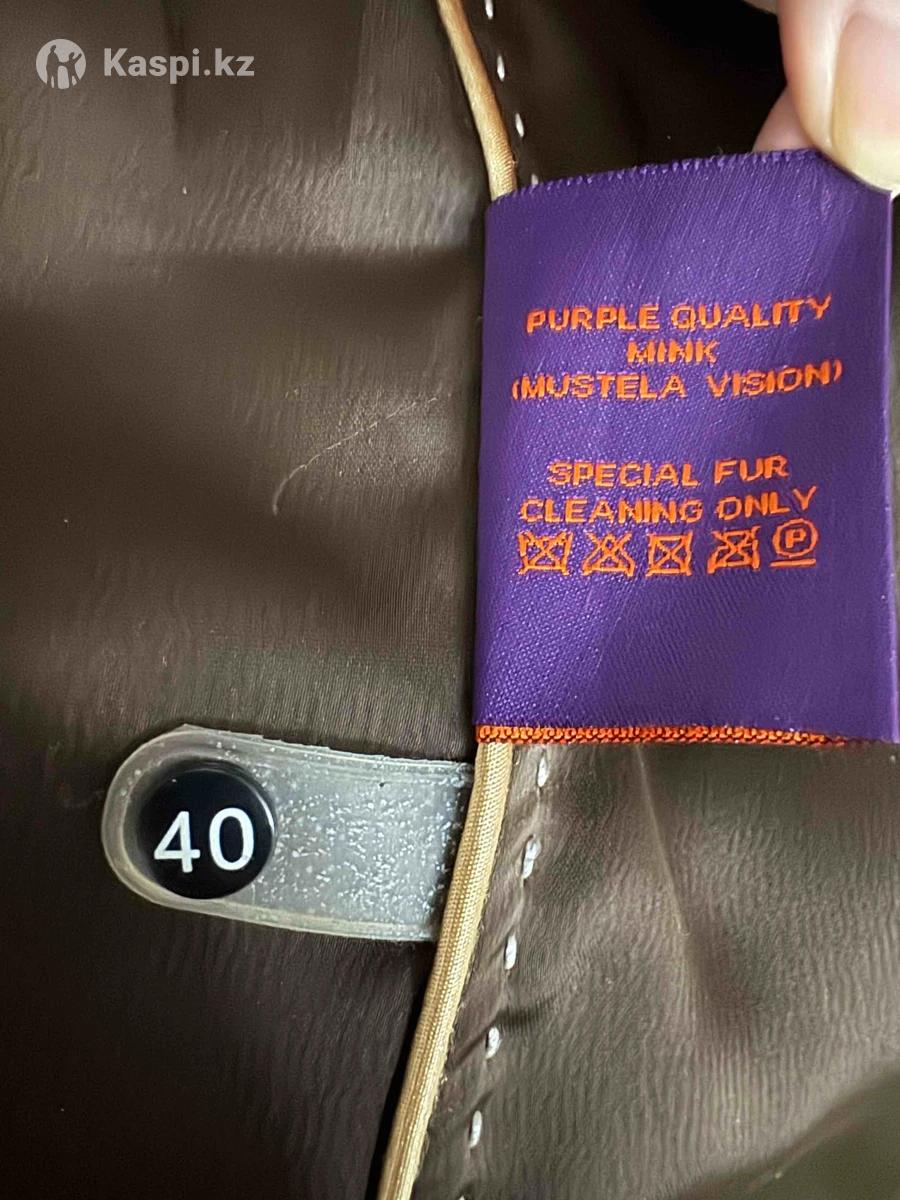 Kaspi.kz
PURPLE QUALITY
MINK
(MUSTELA VISION)
SPECIAL FUR
CLEANING ONLY
P
40